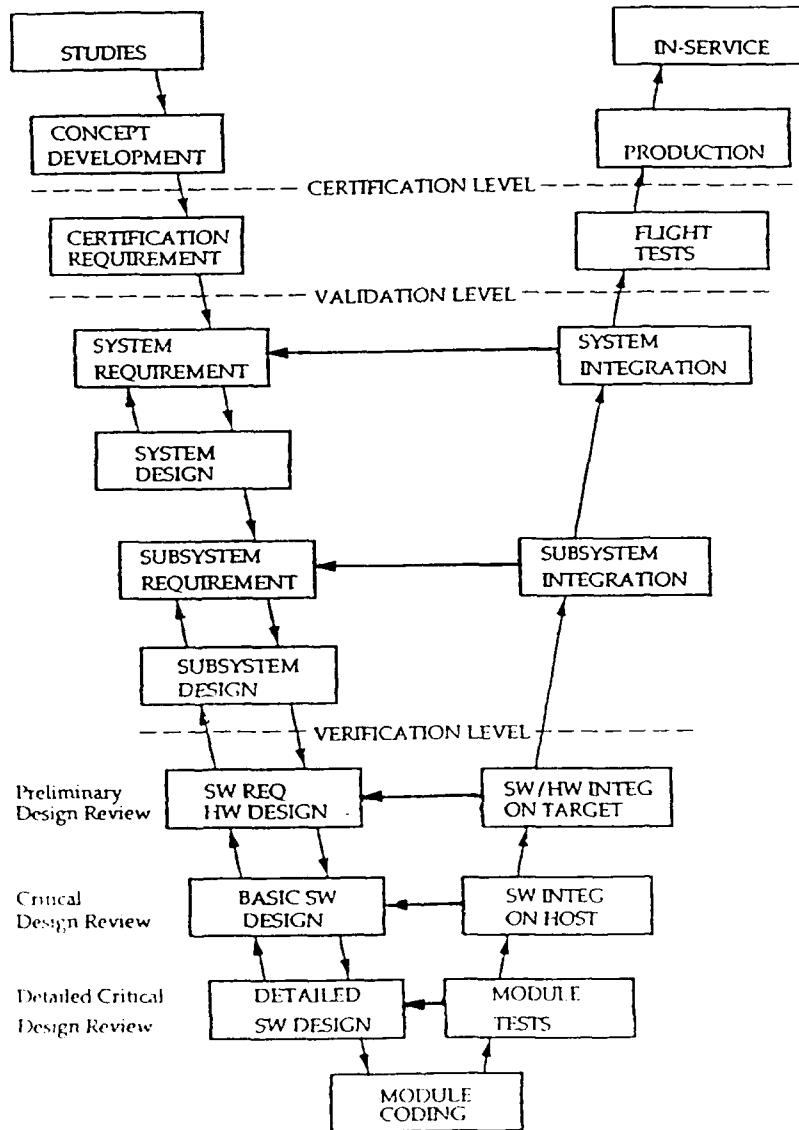 STUDIES
IN-SERVICE
CONCEPT
DEVELOPMENT
PRODUCTION
CERTIFICATION LEVEL
CERTIFICATION
REQUIREMENT
FLIGHT
TESTS
VALIDATION LEVEL
SYSTEM
REQUIREMENT
SYSTEM
INTEGRATION
SYSTEM
DESIGN
SUBSYSTEM
REQUIREMENT
SUBSYSTEM
INTEGRATION
SUBSYSTEM
DESIGN
VERIFICATION LEVEL
Preliminary
Design Review
SW REQ
HW DESIGN
SW/HW INTEG
ON TARGET
Critical
Design Review
BASIC SW
DESIGN
SW INTEG
ON HOST
Detailed Critical
Design Review
DETAILED
SW DESIGN
MODULE
TESTS
MODULE
CODING